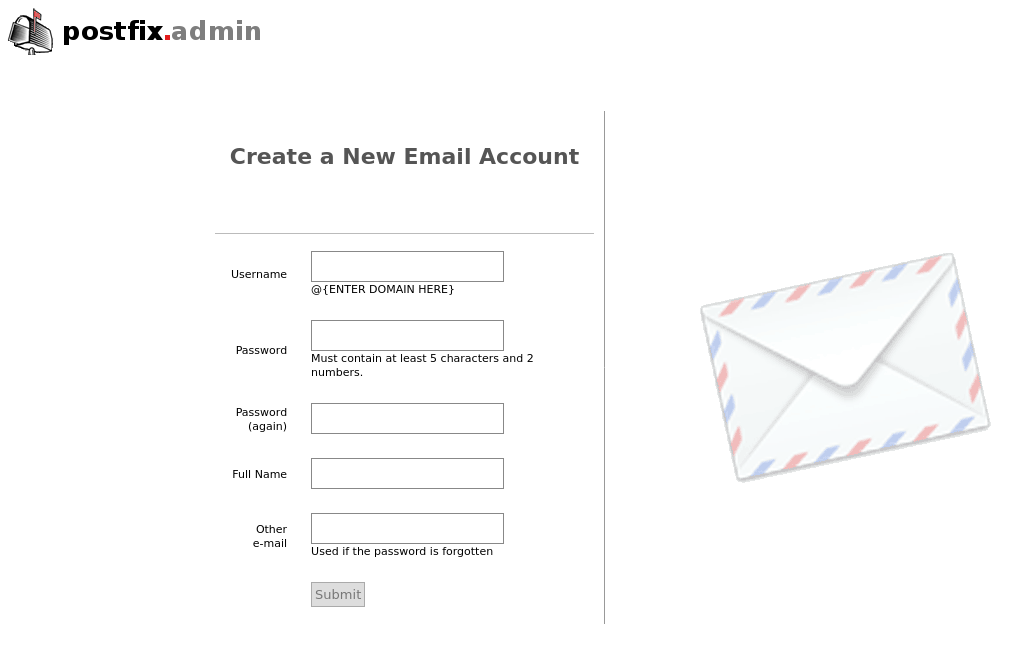 postfix.admin
Create a New Email Account
Username
@{ENTER DOMAIN HERE}
Password
Must contain at least 5 characters and 2
numbers.
Password
(again)
Full Name
Other
e-mail
Used if the password is forgotten
Submit